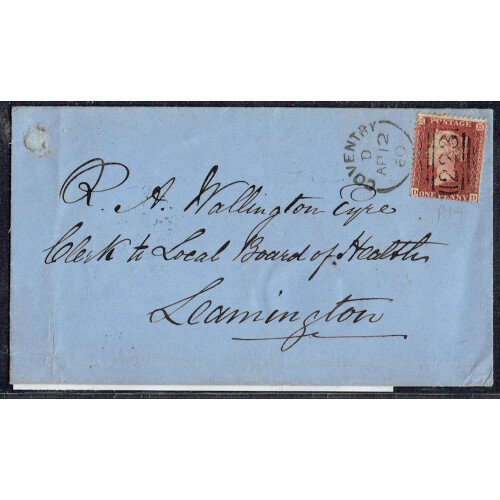 COVENTRY
D
AP 12
60
POSTAGE
223
D ONE PENNY D
R. A. Wallington Esqre
Clerk to Local Board of Health
Leamington